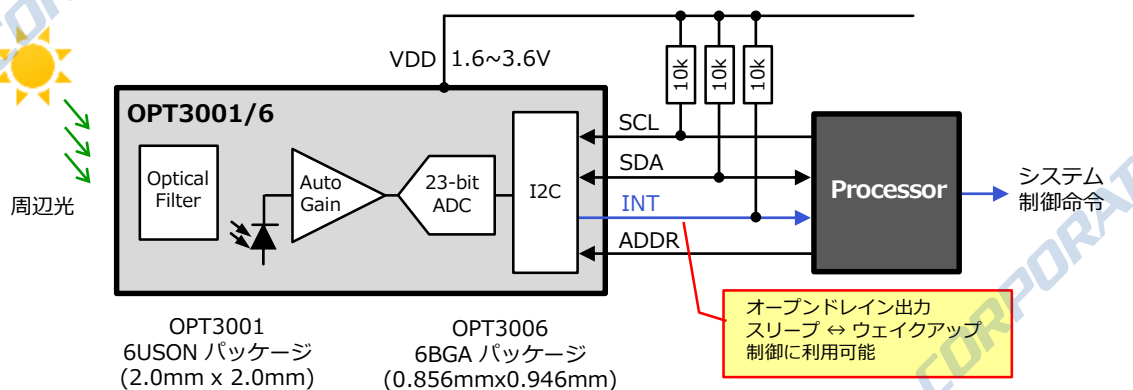 VDD 1.6~3.6V
10k
10k
10k
OPT3001/6
周辺光
Optical
Filter
Auto
Gain
23-bit
ADC
I2C
SCL
SDA
INT
ADDR
Processor
システム
制御命令
オープンドレイン出力
スリープ ↔ ウェイクアップ
制御に利用可能
OPT3001
6USON パッケージ
(2.0mm x 2.0mm)
OPT3006
6BGA パッケージ
(0.856mmx0.946mm)
CORPORAT
CORPORAT